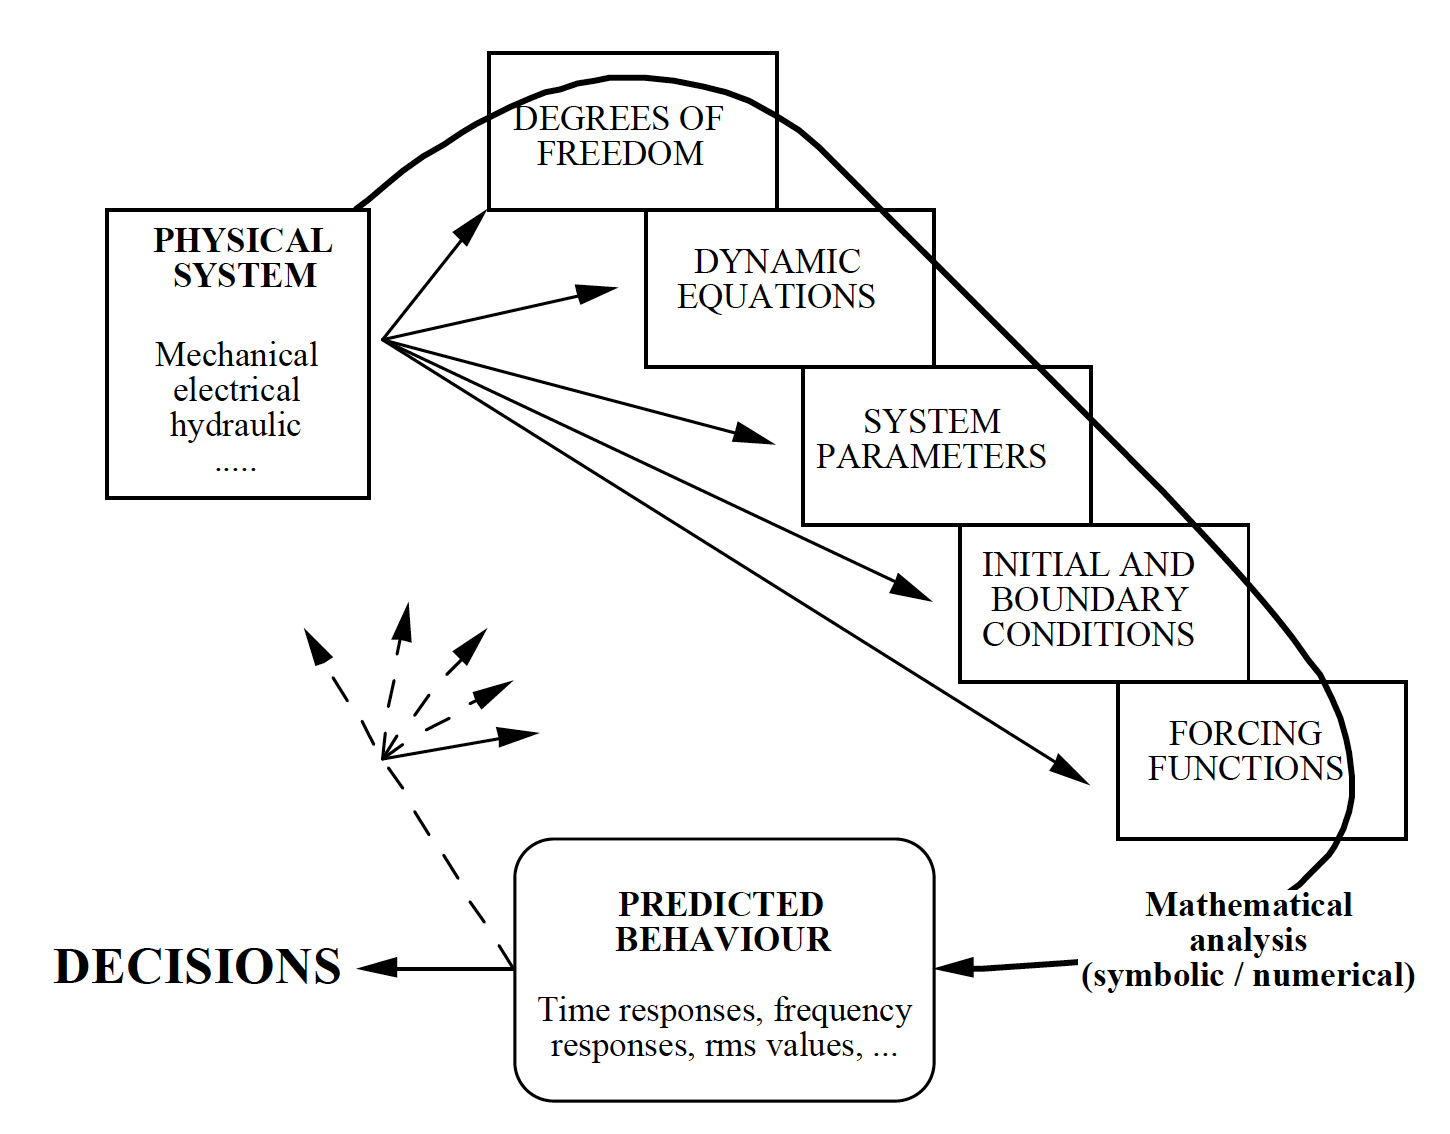 DEGREES OF
FREEDOM
PHYSICAL
SYSTEM
Mechanical
electrical
hydraulic
.....
DYNAMIC
EQUATIONS
SYSTEM
PARAMETERS
INITIAL AND
BOUNDARY
CONDITIONS
FORCING
FUNCTIONS
Mathematical
analysis
(symbolic / numerical)
PREDICTED
BEHAVIOUR
Time responses, frequency
responses, rms values, ...
DECISIONS